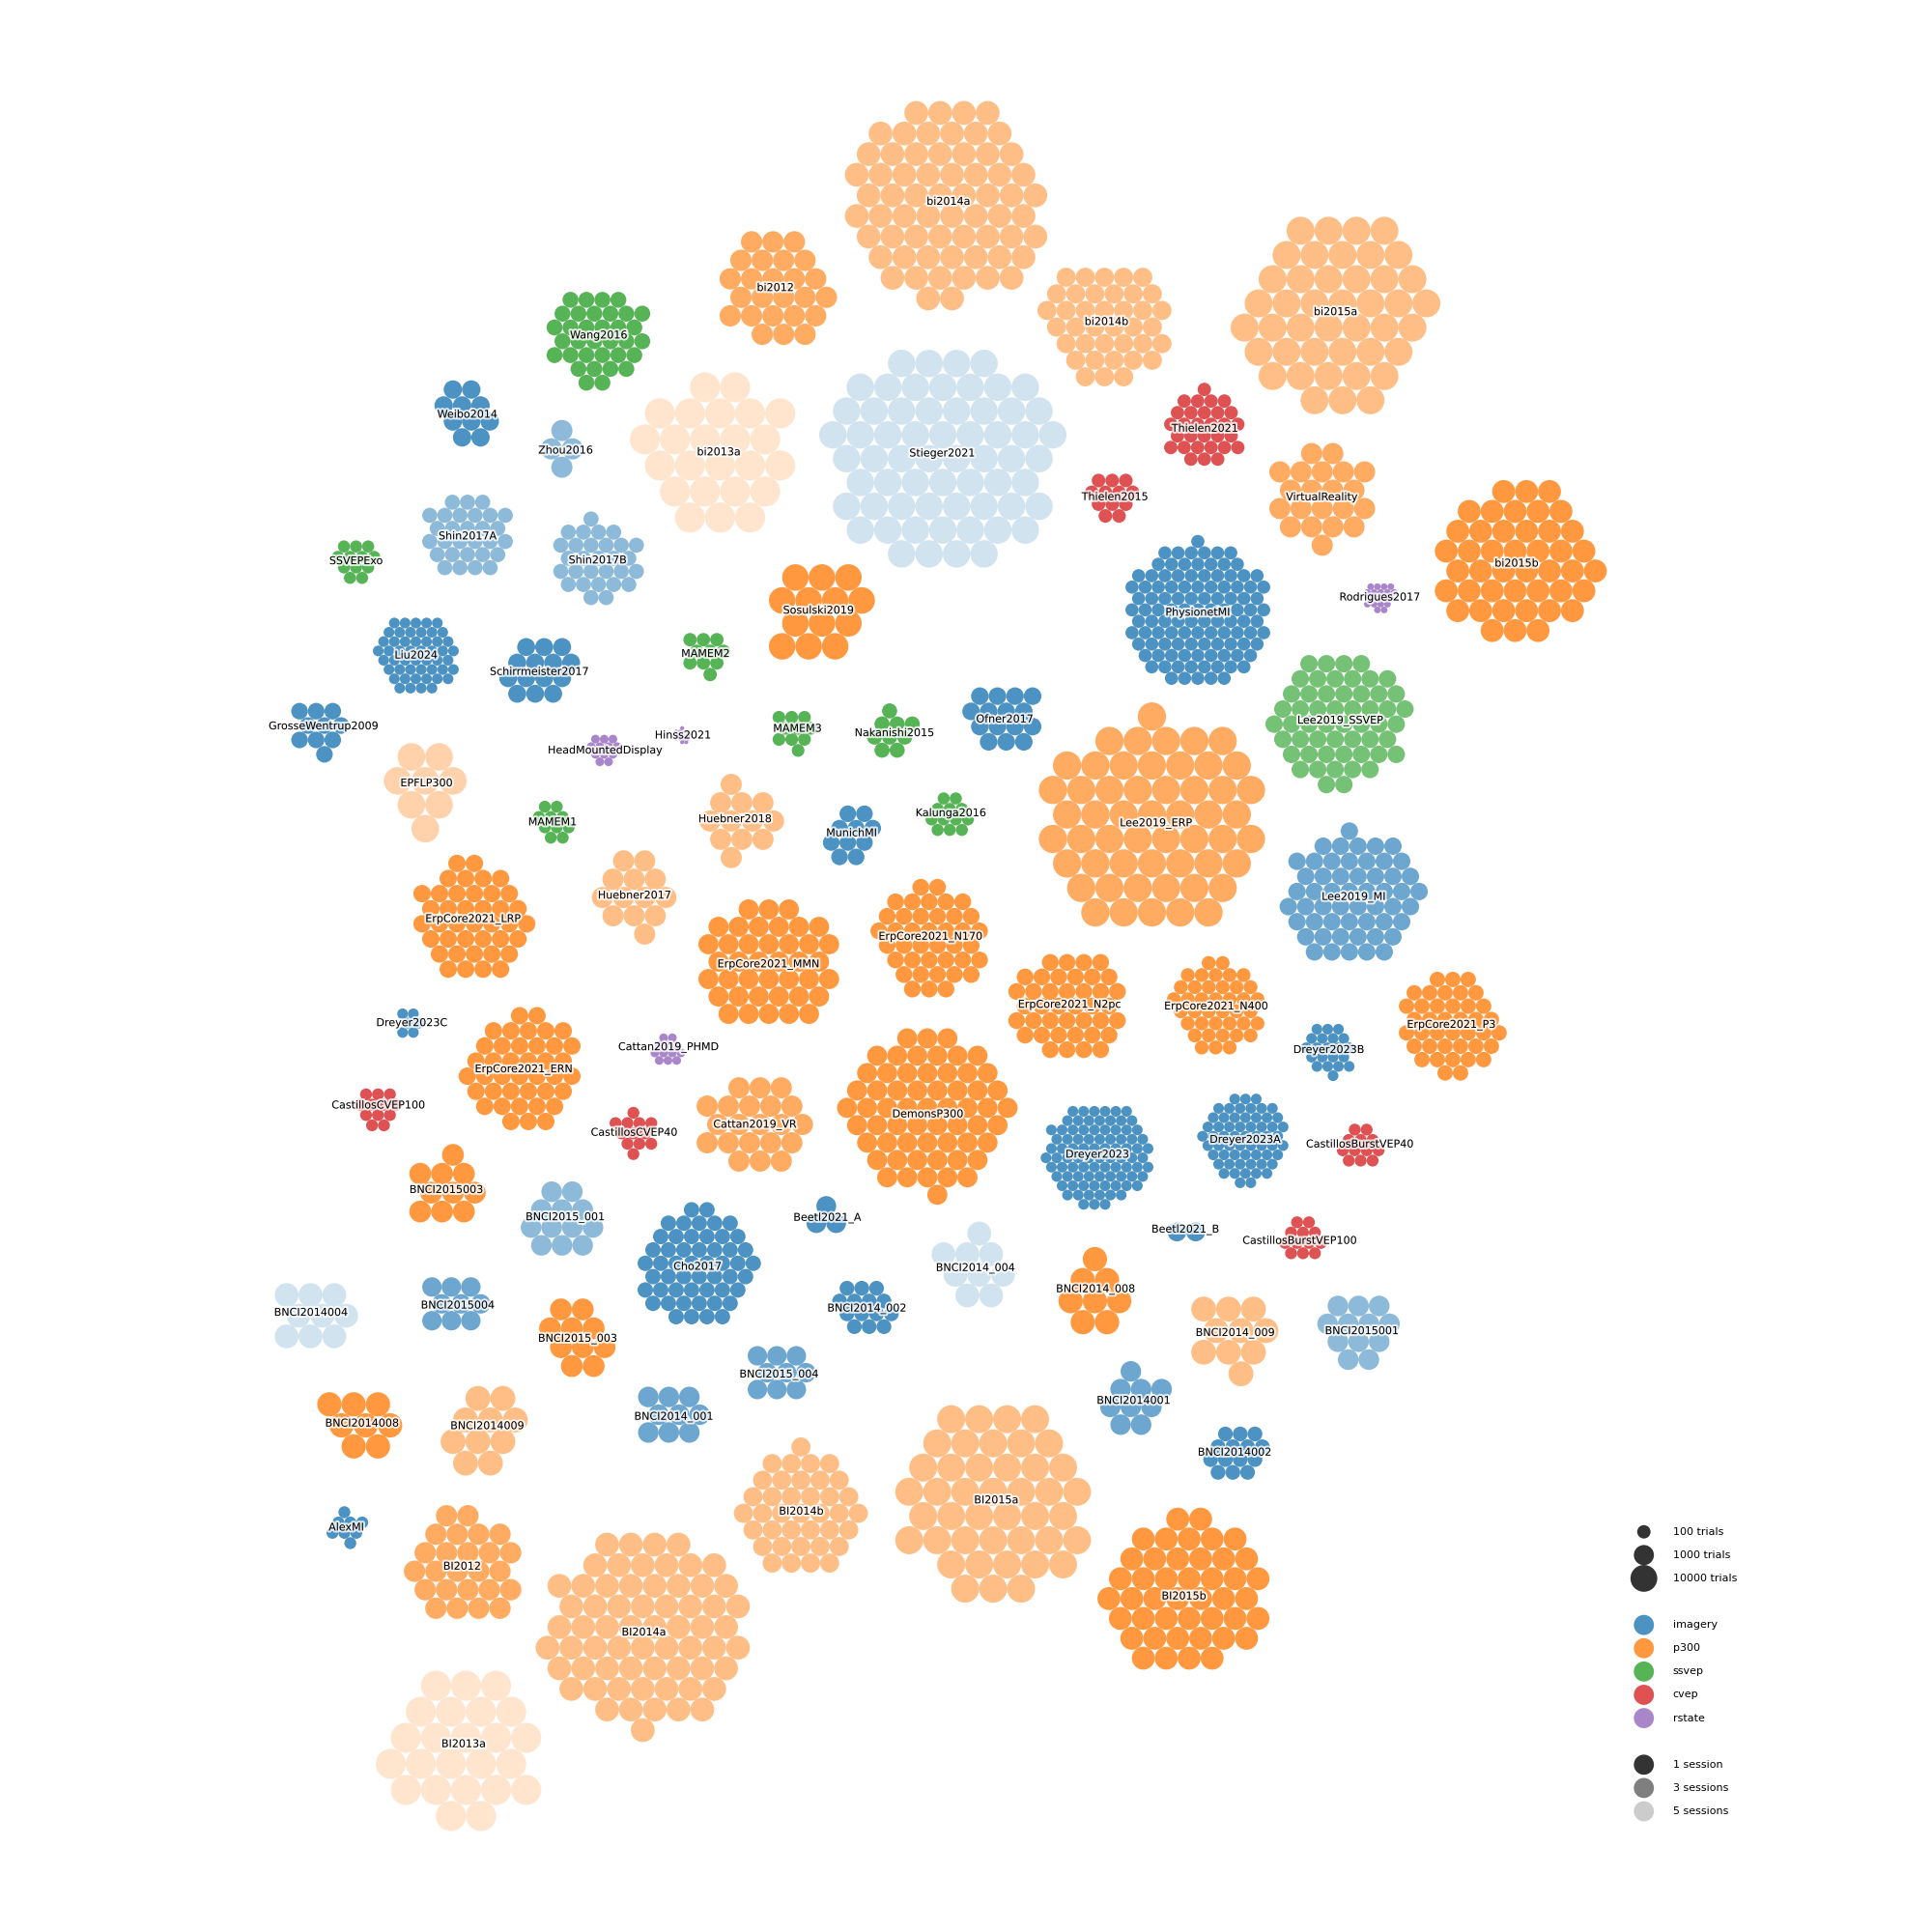 bi2014a
bi2012
bi2015a
bi2014b
Wang2016
Weibo2014
Thielen2021
Zhou2016
bi2013a
Stieger2021
Thielen2015
VirtualReality
Shin2017A
Shin2017B
SSVEPExo
bi2015b
Rodrigues2017
Sosulski2019
PhysionetMI
Liu2024
MAMEM2
Schirrmeister2017
Lee2019_SSVEP
GrosseWentrup2009
Ofner2017
MAMEM3
Nakanishi2015
Hinss2021
HeadMountedDisplay
EPFLP300
Kalunga2016
Huebner2018
MAMEM1
Lee2019_ERP
MunichMI
Huebner2017
Lee2019_MI
ErpCore2021_LRP
ErpCore2021_N170
ErpCore2021_MMN
ErpCore2021_N2pc
ErpCore2021_N400
Dreyer2023C
ErpCore2021_P3
Cattan2019_PHMD
Dreyer2023B
ErpCore2021_ERN
CastillosCVEP100
DemonsP300
Cattan2019_VR
CastillosCVEP40
Dreyer2023A
CastillosBurstVEP40
Dreyer2023
BNCI2015003
BNCI2015_001
Beetl2021_A
Beetl2021_B
CastillosBurstVEP100
Cho2017
BNCI2014_004
BNCI2014_008
BNCI2015004
BNCI2014_002
BNCI2014004
BNCI2015001
BNCI2014_009
BNCI2015_003
BNCI2015_004
BNCI2014001
BNCI2014_001
BNCI2014008
BNCI2014009
BNCI2014002
BI2015a
BI2014b
AlexMI
100 trials
1000 trials
BI2012
10000 trials
BI2015b
imagery
BI2014a
p300
ssvep
cvep
rstate
BI2013a
1 session
3 sessions
5 sessions